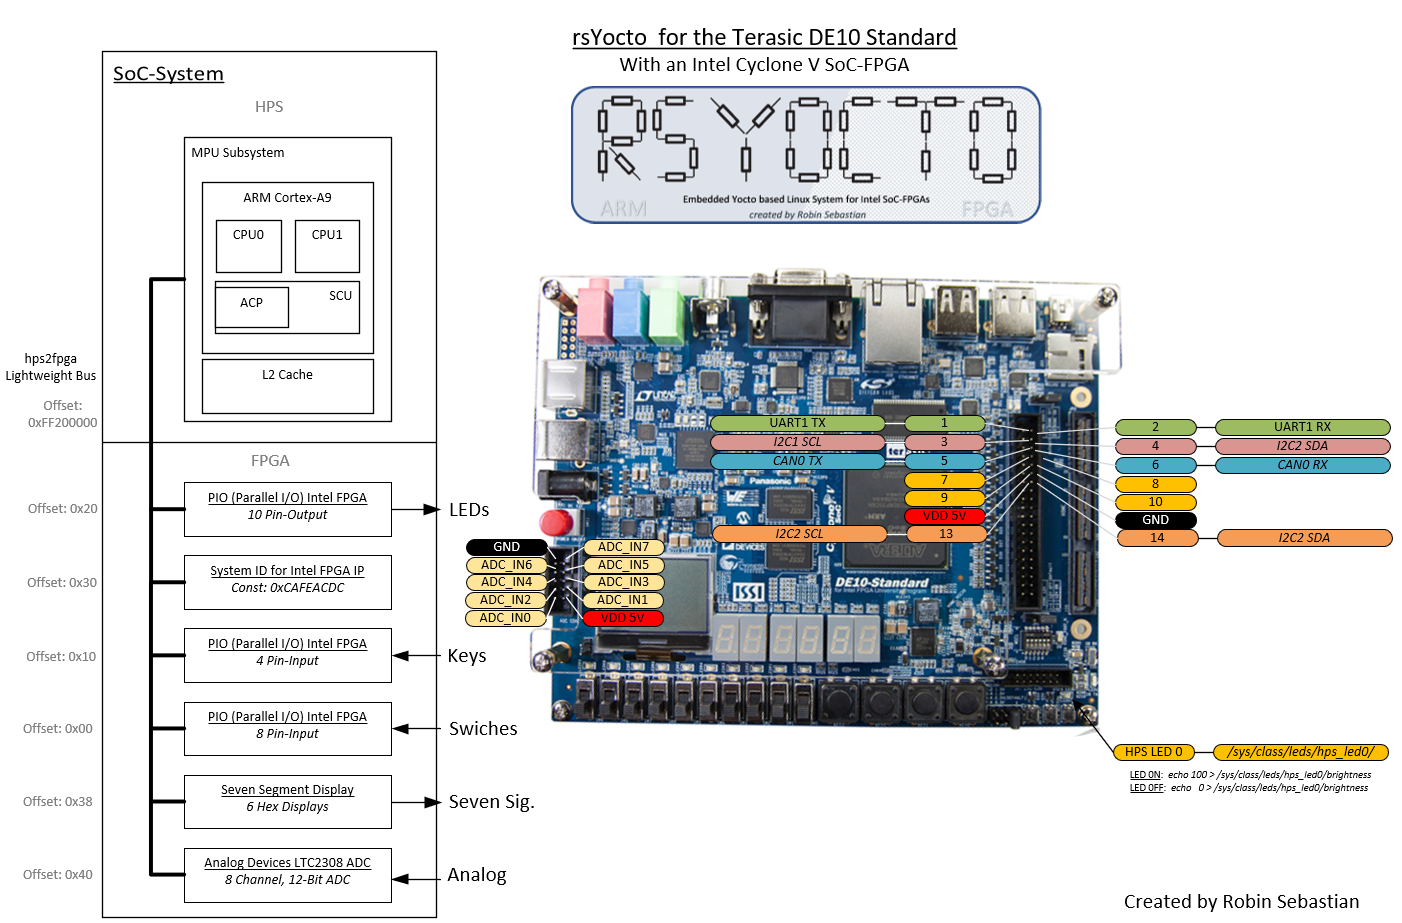 rsYocto for the Terasic DE10 Standard
With an Intel Cyclone V SoC-FPGA
RSYOCTO
Embedded Yocto based Linux System for Intel SoC-FPGAs
ARM
FPGA
created by Robin Sebastian
SoC-System
HPS
MPU Subsystem
ARM Cortex-A9
CPU0
CPU1
ACP
SCU
L2 Cache
hps2fpga
Lightweight Bus
Offset:
0xFF200000
FPGA
Offset: 0x20
PIO (Parallel I/O) Intel FPGA
10 Pin-Output
LEDs
Offset: 0x30
System ID for Intel FPGA IP
Const: 0xCAFEACDC
Offset: 0x10
PIO (Parallel I/O) Intel FPGA
4 Pin-Input
Keys
Offset: 0x00
PIO (Parallel I/O) Intel FPGA
8 Pin-Input
Swiches
Offset: 0x38
Seven Segment Display
6 Hex Displays
Seven Sig.
Offset: 0x40
Analog Devices LTC2308 ADC
8 Channel, 12-Bit ADC
Analog
UART1 TX
1
2
UART1 RX
I2C1 SCL
3
4
I2C2 SDA
CAN0 TX
5
6
CAN0 RX
7
8
9
10
VDD 5V
GND
I2C2 SCL
13
14
I2C2 SDA
GND
ADC_IN7
ADC_IN6
ADC_IN5
ADC_IN4
ADC_IN3
ADC_IN2
ADC_IN1
ADC_IN0
VDD 5V
Panasonic
DEVICES
ISSI
DE10-Standard
HPS LED 0
/sys/class/leds/hps_led0/
LED ON: echo 100 > /sys/class/leds/hps_led0/brightness
LED OFF: echo 0 > /sys/class/leds/hps_led0/brightness
Created by Robin Sebastian